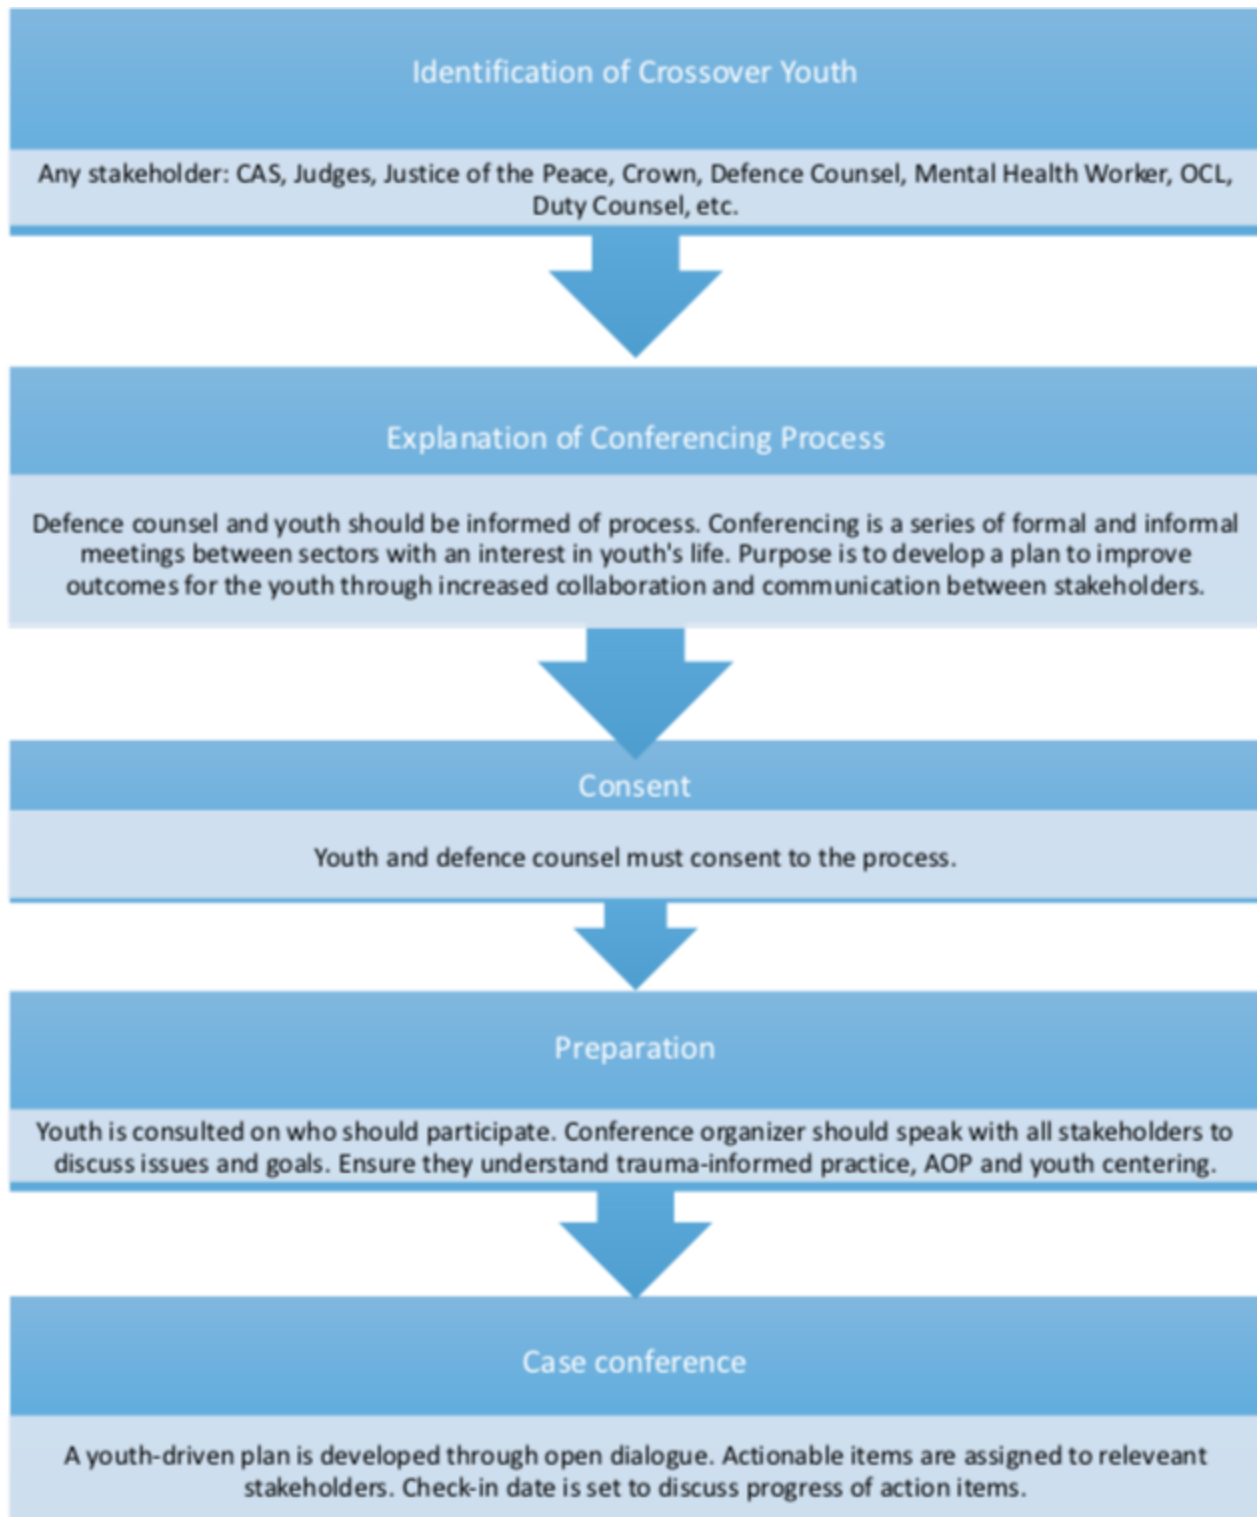 Identification of Crossover Youth
Any stakeholder: CAS, Judges, Justice of the Peace, Crown, Defence Counsel, Mental Health Worker, OCL,
Duty Counsel, etc.
Explanation of Conferencing Process
Defence counsel and youth should be informed of process. Conferencing is a series of formal and informal
meetings between sectors with an interest in youth's life. Purpose is to develop a plan to improve
outcomes for the youth through increased collaboration and communication between stakeholders.
Consent
Youth and defence counsel must consent to the process.
Preparation
Youth is consulted on who should participate. Conference organizer should speak with all stakeholders to
discuss issues and goals. Ensure they understand trauma-informed practice, AOP and youth centering.
Case conference
A youth-driven plan is developed through open dialogue. Actionable items are assigned to releveant
stakeholders. Check-in date is set to discuss progress of action items.